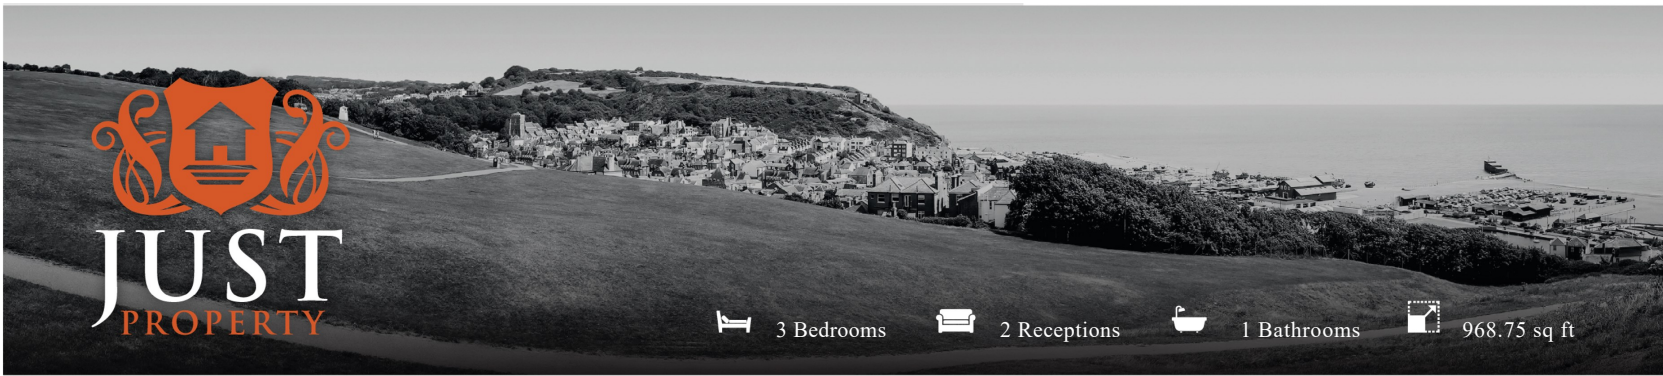 JUST
PROPERTY
3 Bedrooms
2 Receptions
1 Bathrooms
968.75 sq ft